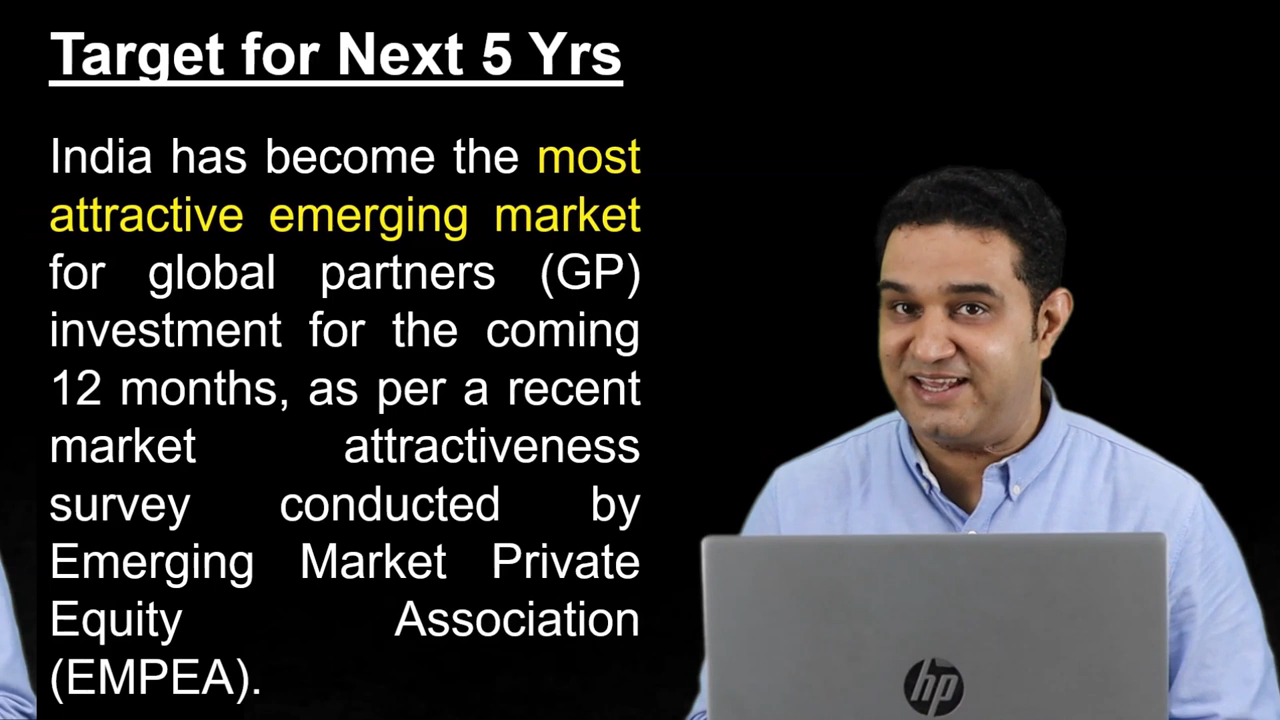 Target for Next 5 Yrs
India has become the most
attractive emerging market
for global partners (GP)
investment for the coming
12 months, as per a recent
market attractiveness
survey conducted by
Emerging Market Private
Equity Association
(EMPEA).
hp